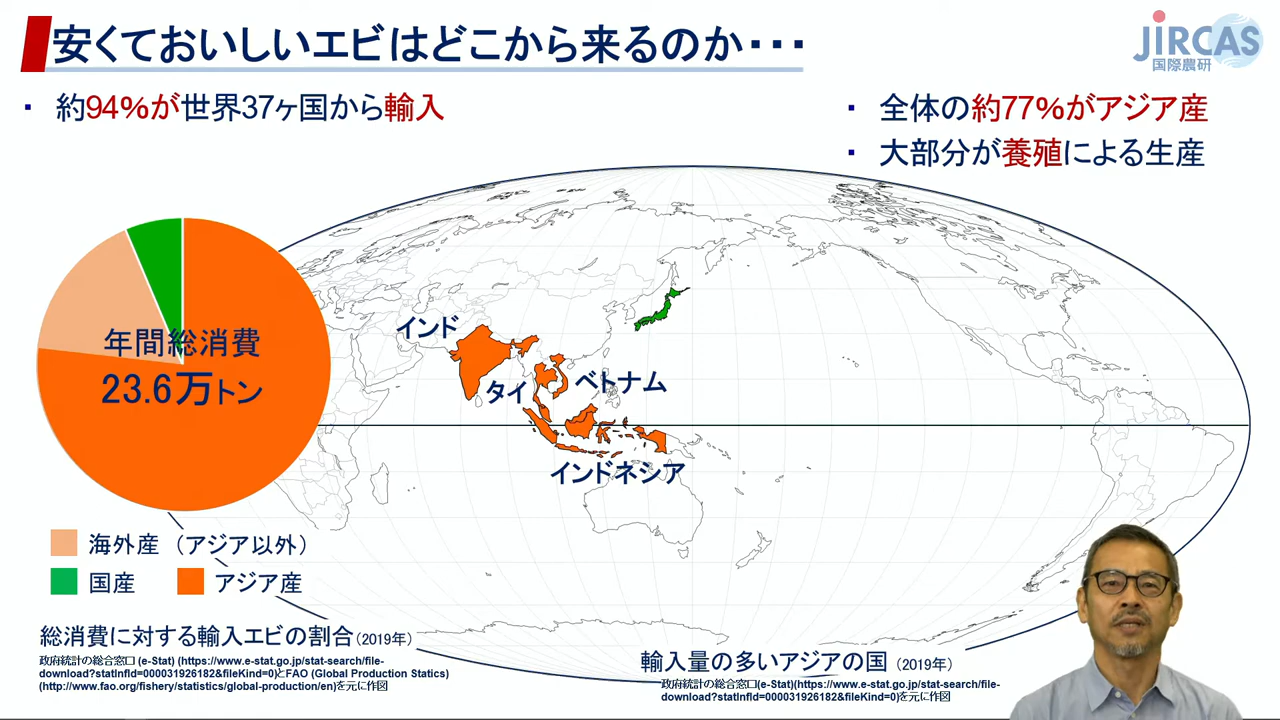 安くておいしいエビはどこから来るのか・・・
JIRCAS
国際農研
▪ 約94%が世界37ヶ国から輸入
▪ 全体の約77%がアジア産
▪ 大部分が養殖による生産
年間総消費
23.6万トン
インド
タイ
ベトナム
インドネシア
海外産 （アジア以外）
国産
アジア産
総消費に対する輸入エビの割合(2019年)
政府統計の総合窓口 (e-Stat) (https://www.e-stat.go.jp/stat-search/file-
download?statInfId=000031926182&fileKind=0)とFAO (Global Production Statics)
(http://www.fao.org/fishery/statistics/global-production/en)を元に作図
輸入量の多いアジアの国 (2019年)
政府統計の総合窓口(e-Stat)(https://www.e-stat.go.jp/stat-search/file-
download?statInfId=000031926182&fileKind=0)を元に作図